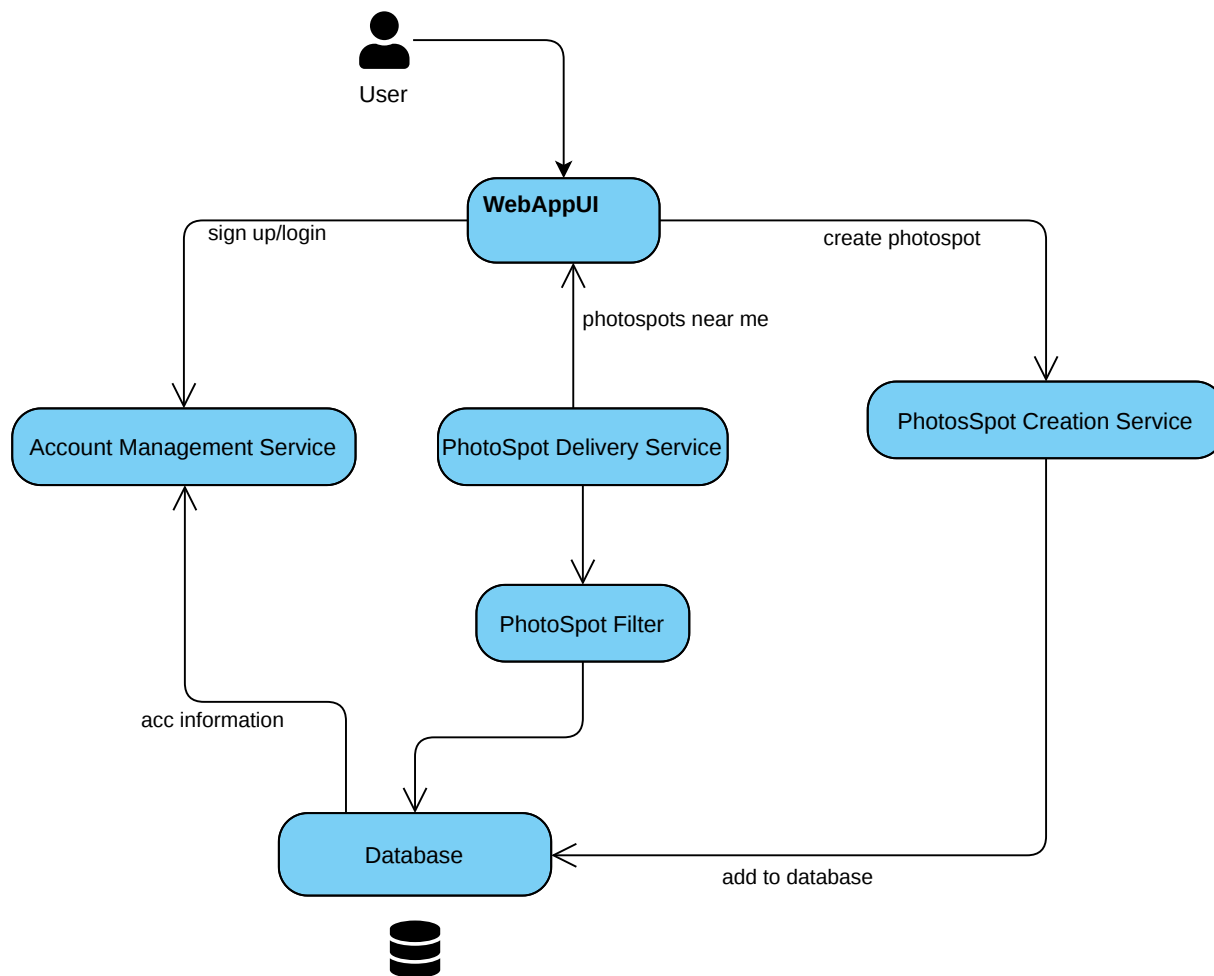 User
WebAppUI
sign up/login
create photospot
photospots near me
Account Management Service
PhotoSpot Delivery Service
PhotosSpot Creation Service
PhotoSpot Filter
acc information
Database
add to database